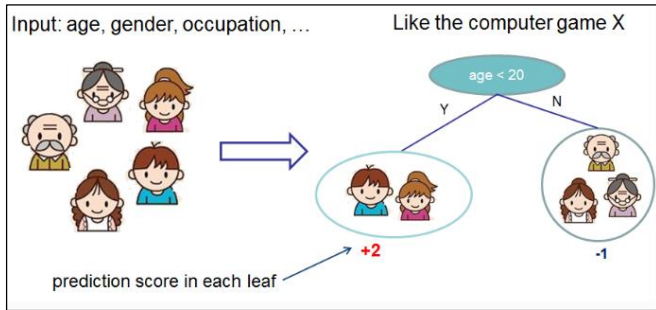 Input: age, gender, occupation, …
Like the computer game X
age < 20
Y
N
+2
-1
prediction score in each leaf